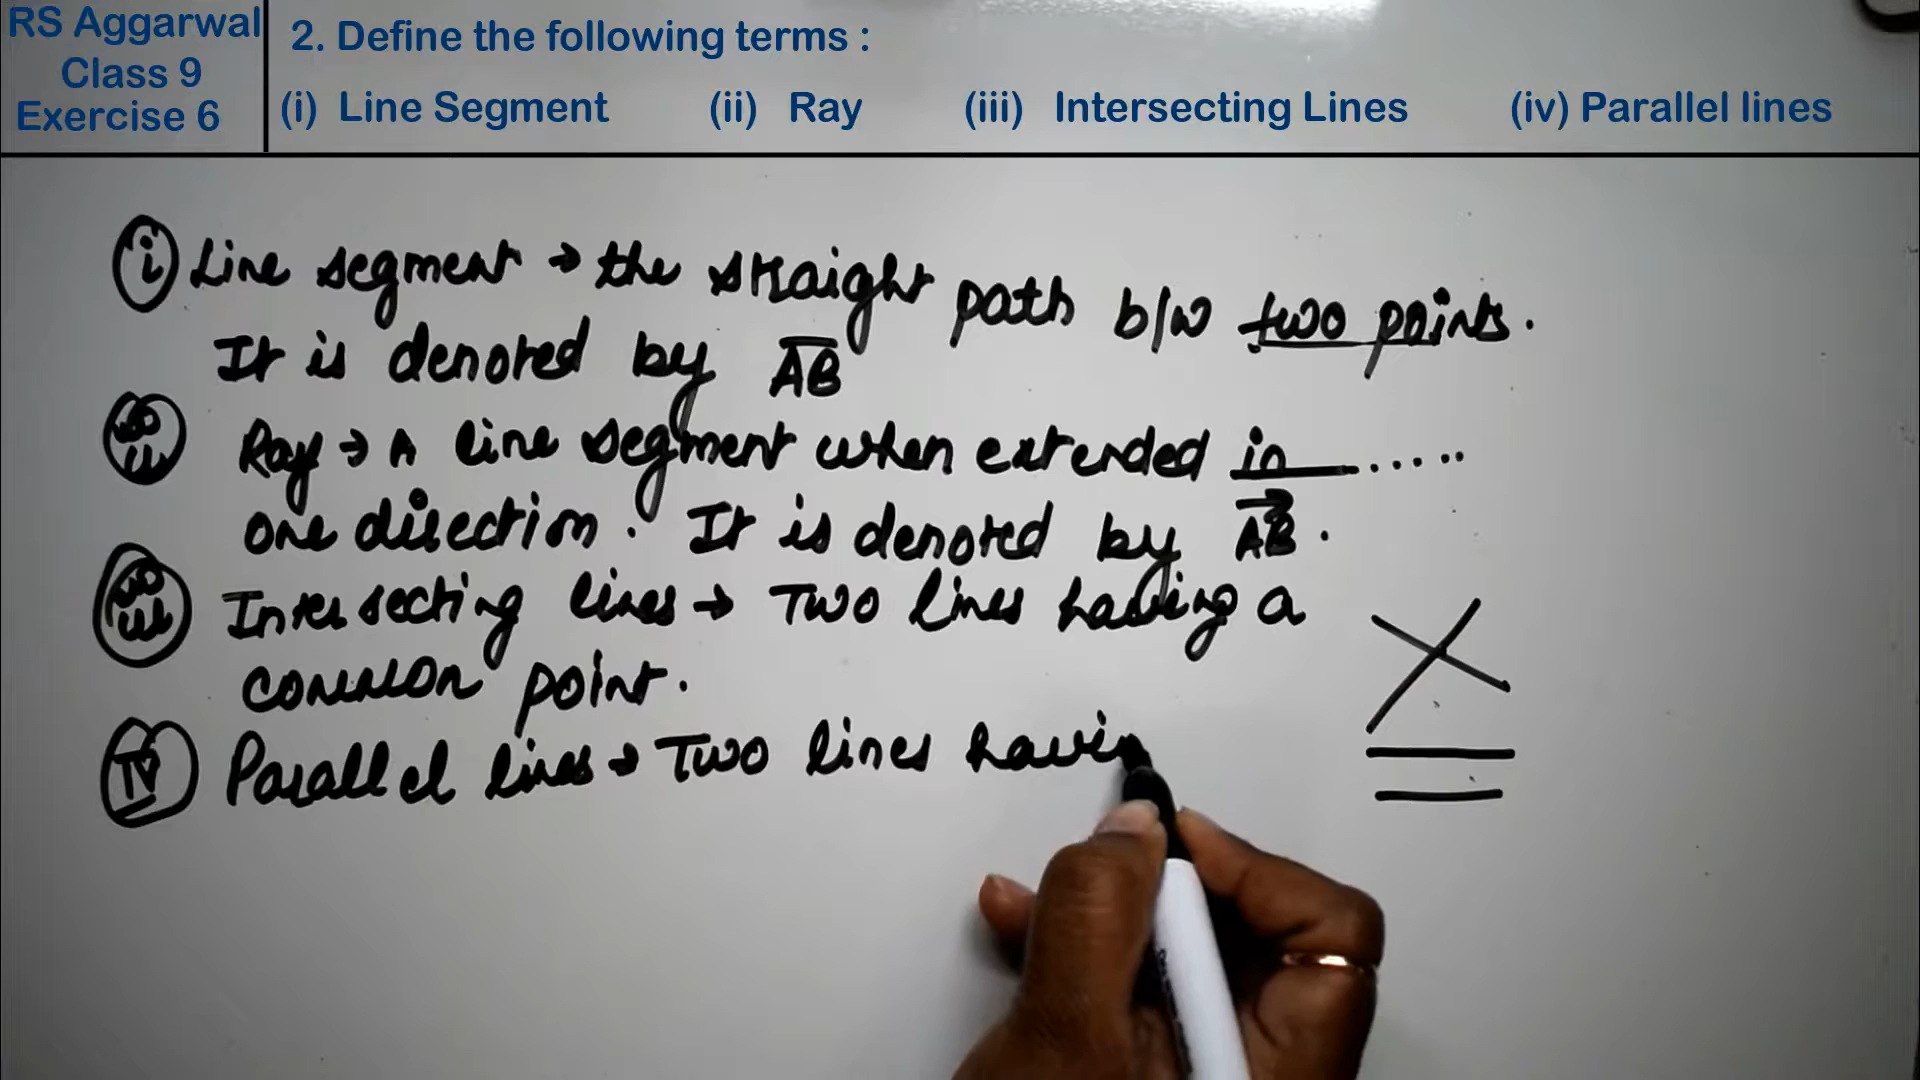 RS Aggarwal
Class 9
Exercise 6
2. Define the following terms :
(i) Line Segment (ii) Ray (iii) Intersecting Lines (iv) Parallel lines
i Line segment → the straight path b/w two points.
It is denoted by AB
ii Ray → A line segment when extended in ......
one direction. It is denoted by AB.
iii Intersecting lines → Two lines having a
common point.
iv Parallel lines → Two lines havin